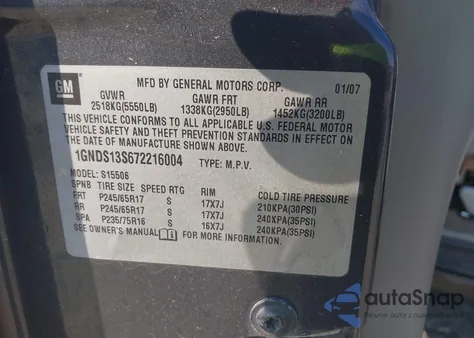 GM
MFD BY GENERAL MOTORS CORP. 01/07
GVWR GAWR FRT GAWR RR
2518KG(5550LB) 1338KG(2950LB) 1452KG(3200LB)
THIS VEHICLE CONFORMS TO ALL APPLICABLE U.S. FEDERAL MOTOR
VEHICLE SAFETY AND THEFT PREVENTION STANDARDS IN EFFECT ON
THE DATE OF MANUFACTURE SHOWN ABOVE.
1GNDS13S672216004 TYPE: M.P.V.
MODEL: S15506
SPNB TIRE SIZE SPEED RTG RIM COLD TIRE PRESSURE
FRT P245/65R17 S 17X7J 210KPA(30PSI)
RR P245/65R17 S 17X7J 240KPA(35PSI)
SPA P235/75R16 S 16X7J 240KPA(35PSI)
SEE OWNER'S MANUAL FOR MORE INFORMATION.
autoSnap